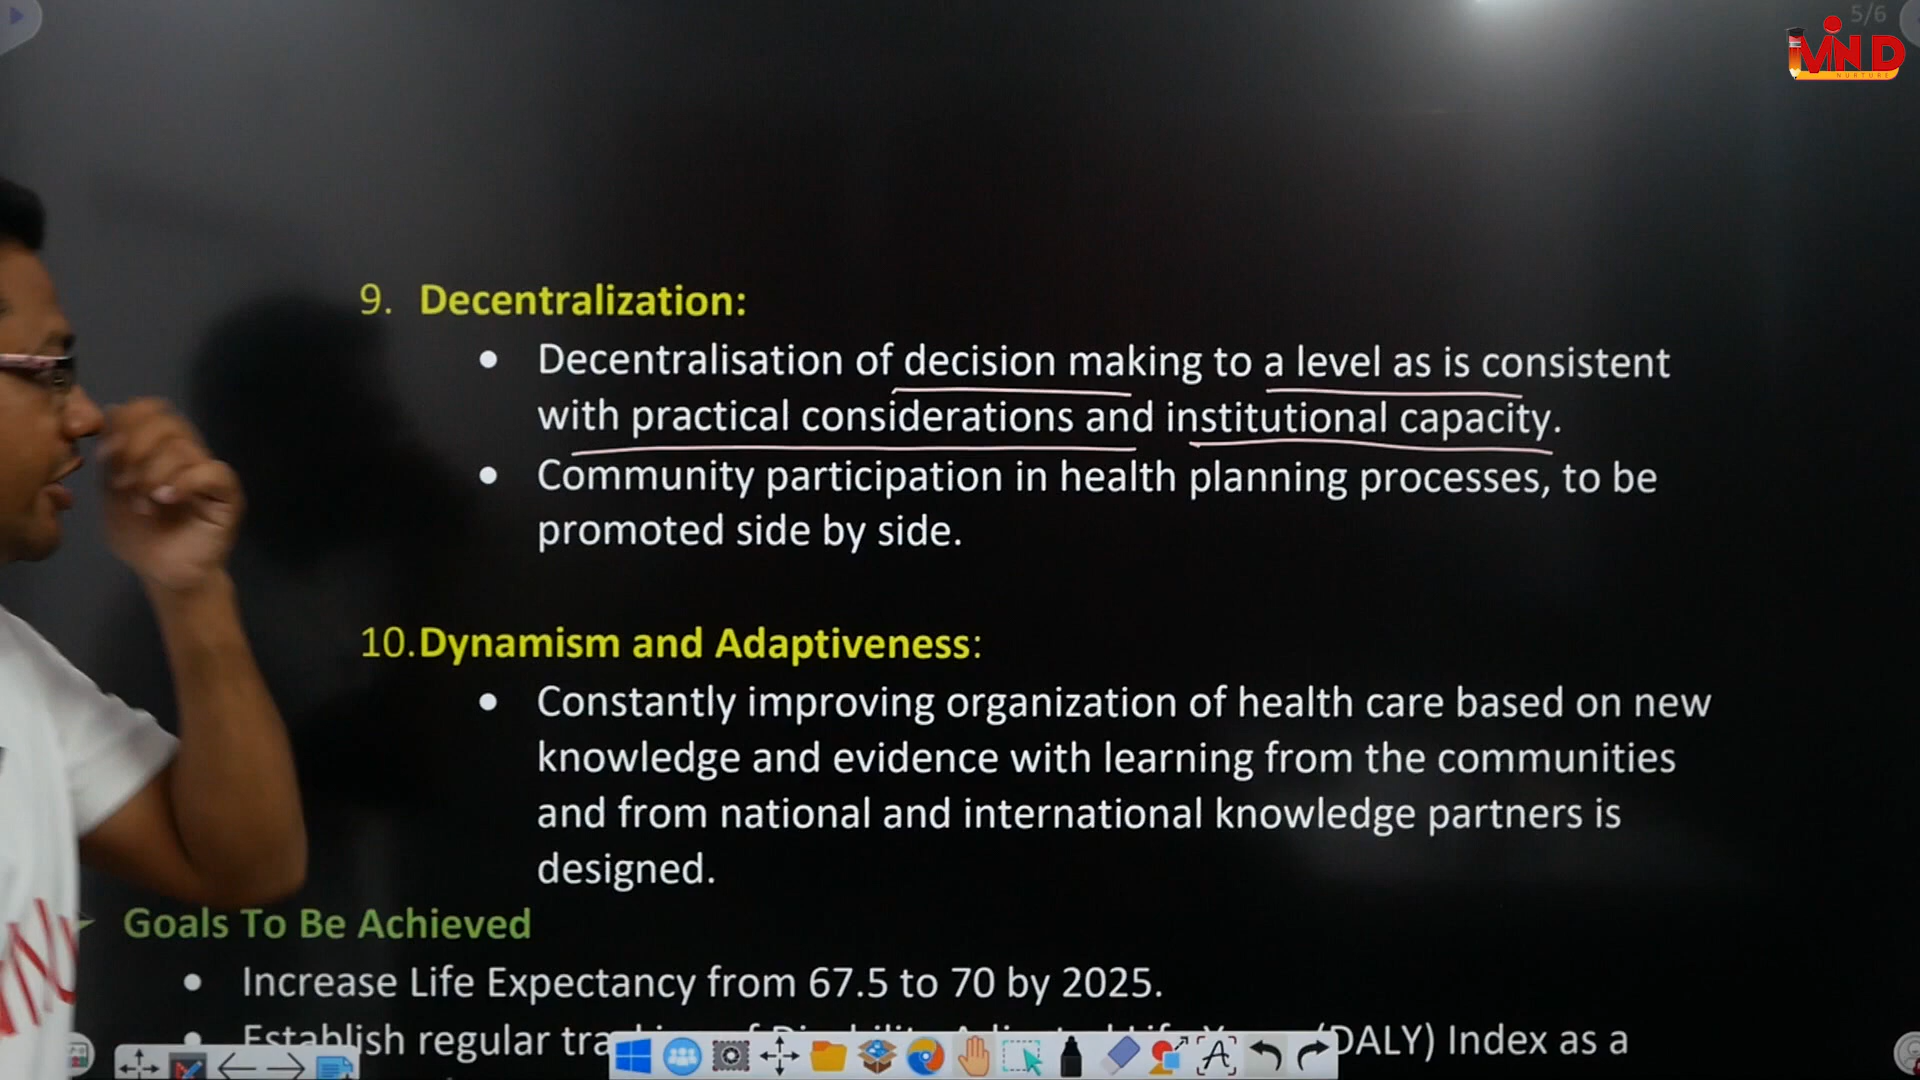 5/6
MIND
NURTURE
9. Decentralization:
• Decentralisation of decision making to a level as is consistent
with practical considerations and institutional capacity.
• Community participation in health planning processes, to be
promoted side by side.
10. Dynamism and Adaptiveness:
• Constantly improving organization of health care based on new
knowledge and evidence with learning from the communities
and from national and international knowledge partners is
designed.
Goals To Be Achieved
• Increase Life Expectancy from 67.5 to 70 by 2025.
• Establish regular (DALY) Index as a